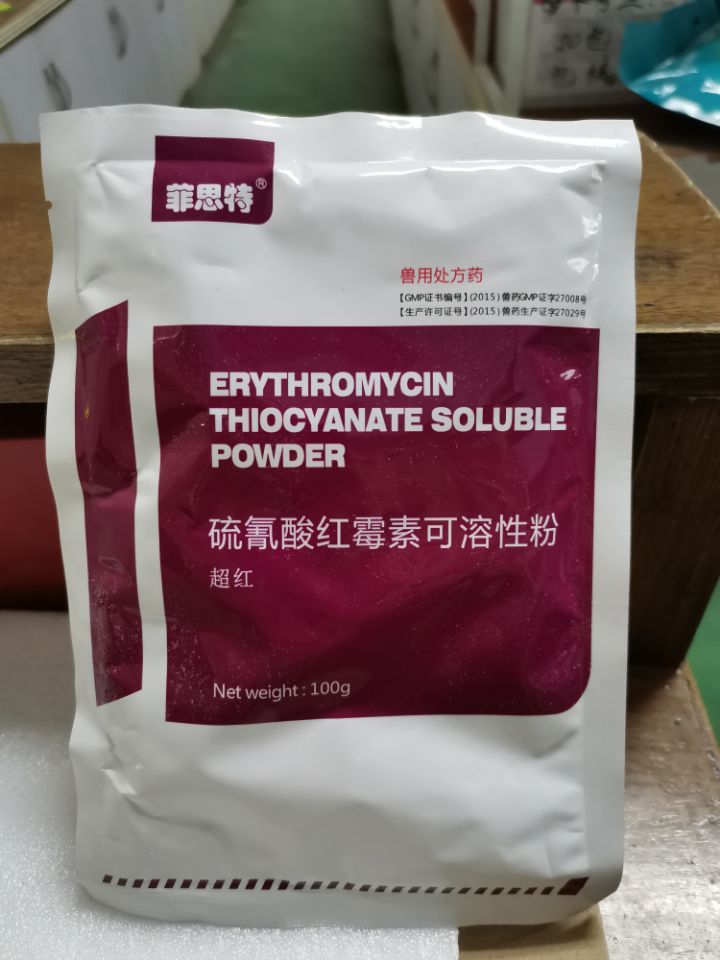 菲思特®
兽用处方药
【GMP证书编号】(2015)兽药GMP证字27008号
【生产许可证号】(2015)兽药生产证字27029号
ERYTHROMYCIN
THIOCYANATE SOLUBLE
POWDER
硫氰酸红霉素可溶性粉
超红
Net weight : 100g